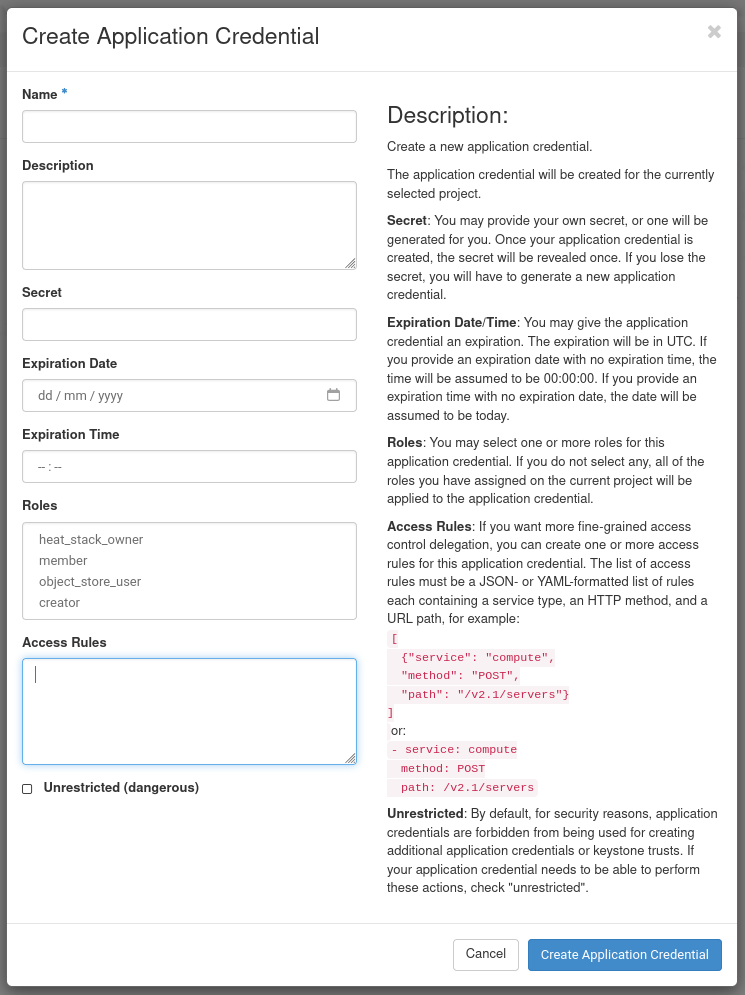 Create Application Credential
×
Name *
Description
Secret
Expiration Date
dd / mm / yyyy
Expiration Time
-- : --
Roles
heat_stack_owner
member
object_store_user
creator
Access Rules
Unrestricted (dangerous)
Description:
Create a new application credential.
The application credential will be created for the currently
selected project.
Secret: You may provide your own secret, or one will be
generated for you. Once your application credential is
created, the secret will be revealed once. If you lose the
secret, you will have to generate a new application
credential.
Expiration Date/Time: You may give the application
credential an expiration. The expiration will be in UTC. If
you provide an expiration date with no expiration time, the
time will be assumed to be 00:00:00. If you provide an
expiration time with no expiration date, the date will be
assumed to be today.
Roles: You may select one or more roles for this
application credential. If you do not select any, all of the
roles you have assigned on the current project will be
applied to the application credential.
Access Rules: If you want more fine-grained access
control delegation, you can create one or more access
rules for this application credential. The list of access
rules must be a JSON- or YAML-formatted list of rules
each containing a service type, an HTTP method, and a
URL path, for example:
[
{"service": "compute",
"method": "POST",
"path": "/v2.1/servers"}
]
or:
- service: compute
method: POST
path: /v2.1/servers
Unrestricted: By default, for security reasons, application
credentials are forbidden from being used for creating
additional application credentials or keystone trusts. If
your application credential needs to be able to perform
these actions, check "unrestricted".
Cancel
Create Application Credential